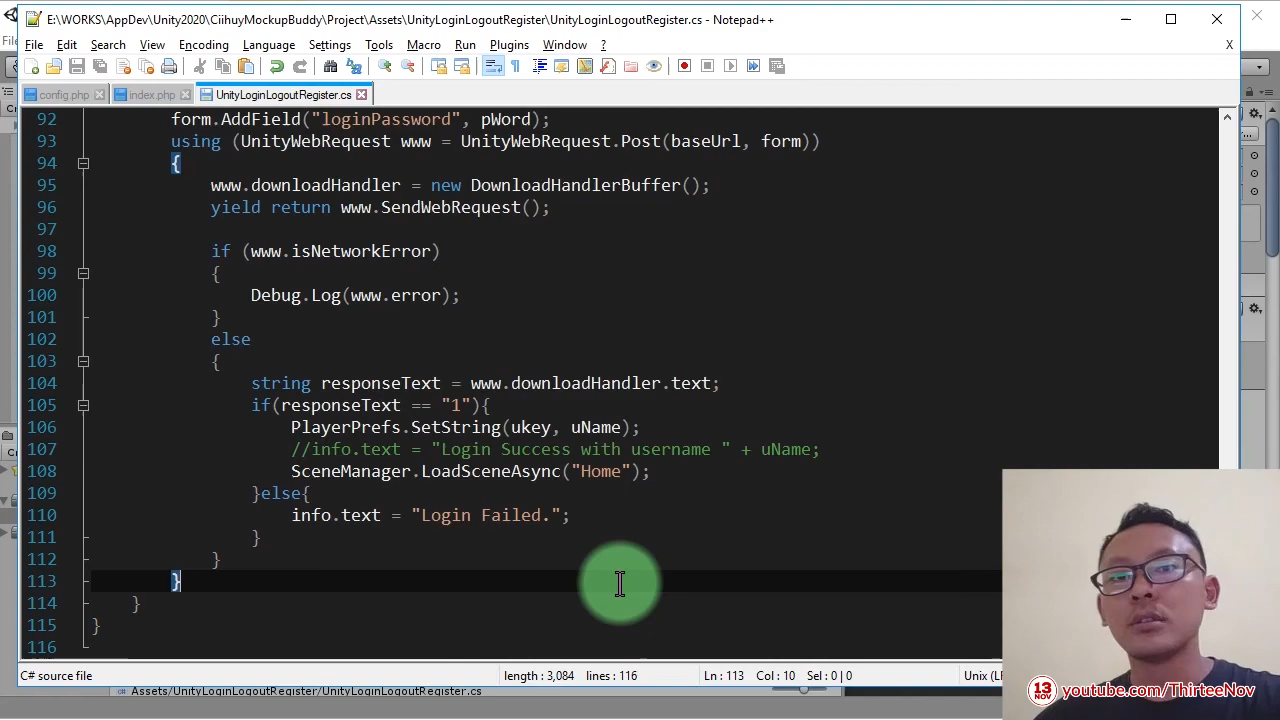 E:\WORKS\AppDev\Unity2020\CiihuyMockupBuddy\Project\Assets\UnityLoginLogoutRegister\UnityLoginLogoutRegister.cs - Notepad++
File Edit Search View Encoding Language Settings Tools Macro Run Plugins Window ? X
config.php index.php UnityLoginLogoutRegister.cs
92 form.AddField("loginPassword", pWord);
93 using (UnityWebRequest www = UnityWebRequest.Post(baseUrl, form))
94 {
95 www.downloadHandler = new DownloadHandlerBuffer();
96 yield return www.SendWebRequest();
97
98 if (www.isNetworkError)
99 {
100 Debug.Log(www.error);
101 }
102 else
103 {
104 string responseText = www.downloadHandler.text;
105 if(responseText == "1"){
106 PlayerPrefs.SetString(ukey, uName);
107 //info.text = "Login Success with username " + uName;
108 SceneManager.LoadSceneAsync("Home");
109 }else{
110 info.text = "Login Failed.";
111 }
112 }
113 }
114 }
115 }
116
C# source file length : 3,084 lines : 116 Ln : 113 Col : 10 Sel : 0 | 0 Unix (LF
Assets/UnityLoginLogoutRegister/UnityLoginLogoutRegister.cs
13 NOV youtube.com/ThirteeNov